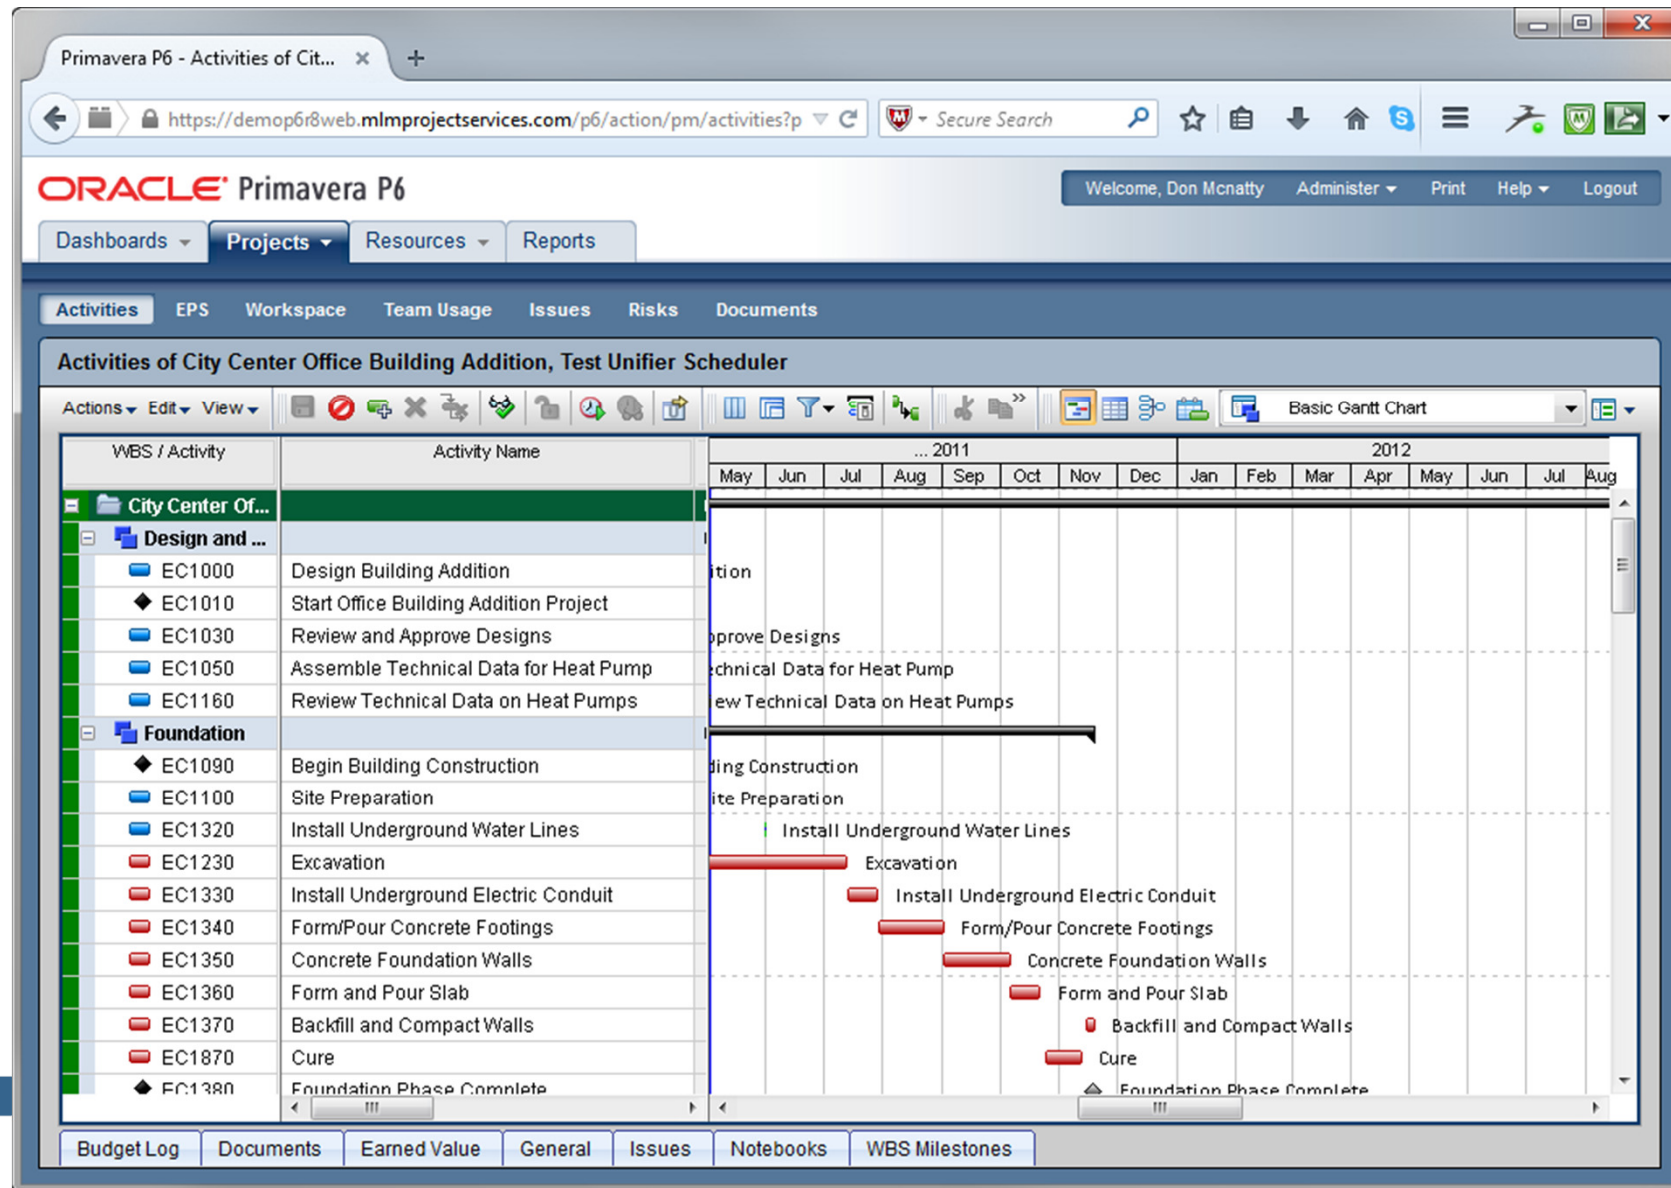 Primavera P6 - Activities of Cit...
https://demop6r8web.mlmprojectservices.com/p6/action/pm/activities?p
Secure Search
ORACLE Primavera P6
Welcome, Don Mcnatty Administer Print Help Logout
Dashboards Projects Resources Reports
Activities EPS Workspace Team Usage Issues Risks Documents
Activities of City Center Office Building Addition, Test Unifier Scheduler
Actions Edit View Basic Gantt Chart
WBS / Activity Activity Name ... 2011 2012
May Jun Jul Aug Sep Oct Nov Dec Jan Feb Mar Apr May Jun Jul Aug
City Center Of...
Design and ...
EC1000 Design Building Addition ition
EC1010 Start Office Building Addition Project
EC1030 Review and Approve Designs pprove Designs
EC1050 Assemble Technical Data for Heat Pump echnical Data for Heat Pump
EC1160 Review Technical Data on Heat Pumps ew Technical Data on Heat Pumps
Foundation
EC1090 Begin Building Construction ding Construction
EC1100 Site Preparation ite Preparation
EC1320 Install Underground Water Lines Install Underground Water Lines
EC1230 Excavation Excavation
EC1330 Install Underground Electric Conduit Install Underground Electric Conduit
EC1340 Form/Pour Concrete Footings Form/Pour Concrete Footings
EC1350 Concrete Foundation Walls Concrete Foundation Walls
EC1360 Form and Pour Slab Form and Pour Slab
EC1370 Backfill and Compact Walls Backfill and Compact Walls
EC1870 Cure Cure
EC1380 Foundation Phase Complete Foundation Phase Complete
Budget Log Documents Earned Value General Issues Notebooks WBS Milestones